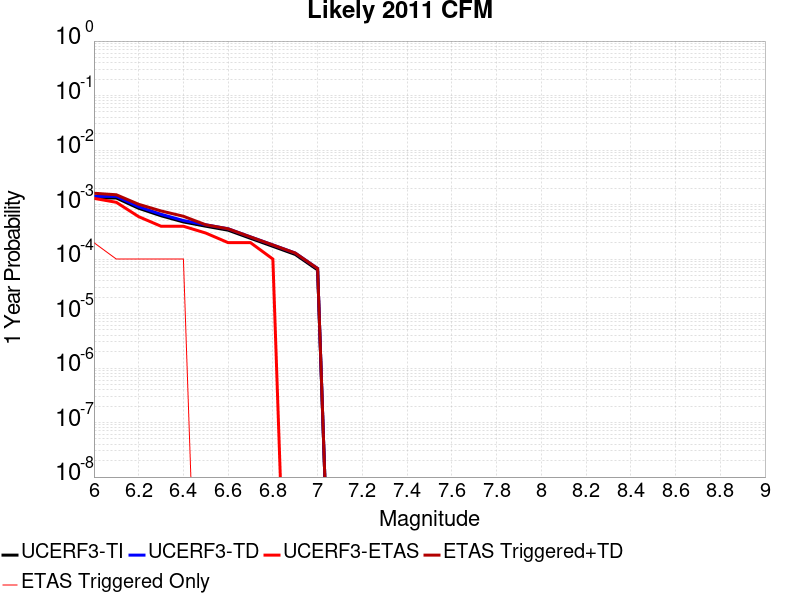 Likely 2011 CFM
10 0
10 -1
10 -2
10 -3
10 -4
10 -5
10 -6
10 -7
10 -8
1 Year Probability
6 6.2 6.4 6.6 6.8 7 7.2 7.4 7.6 7.8 8 8.2 8.4 8.6 8.8 9
Magnitude
UCERF3-TI UCERF3-TD UCERF3-ETAS ETAS Triggered+TD
ETAS Triggered Only